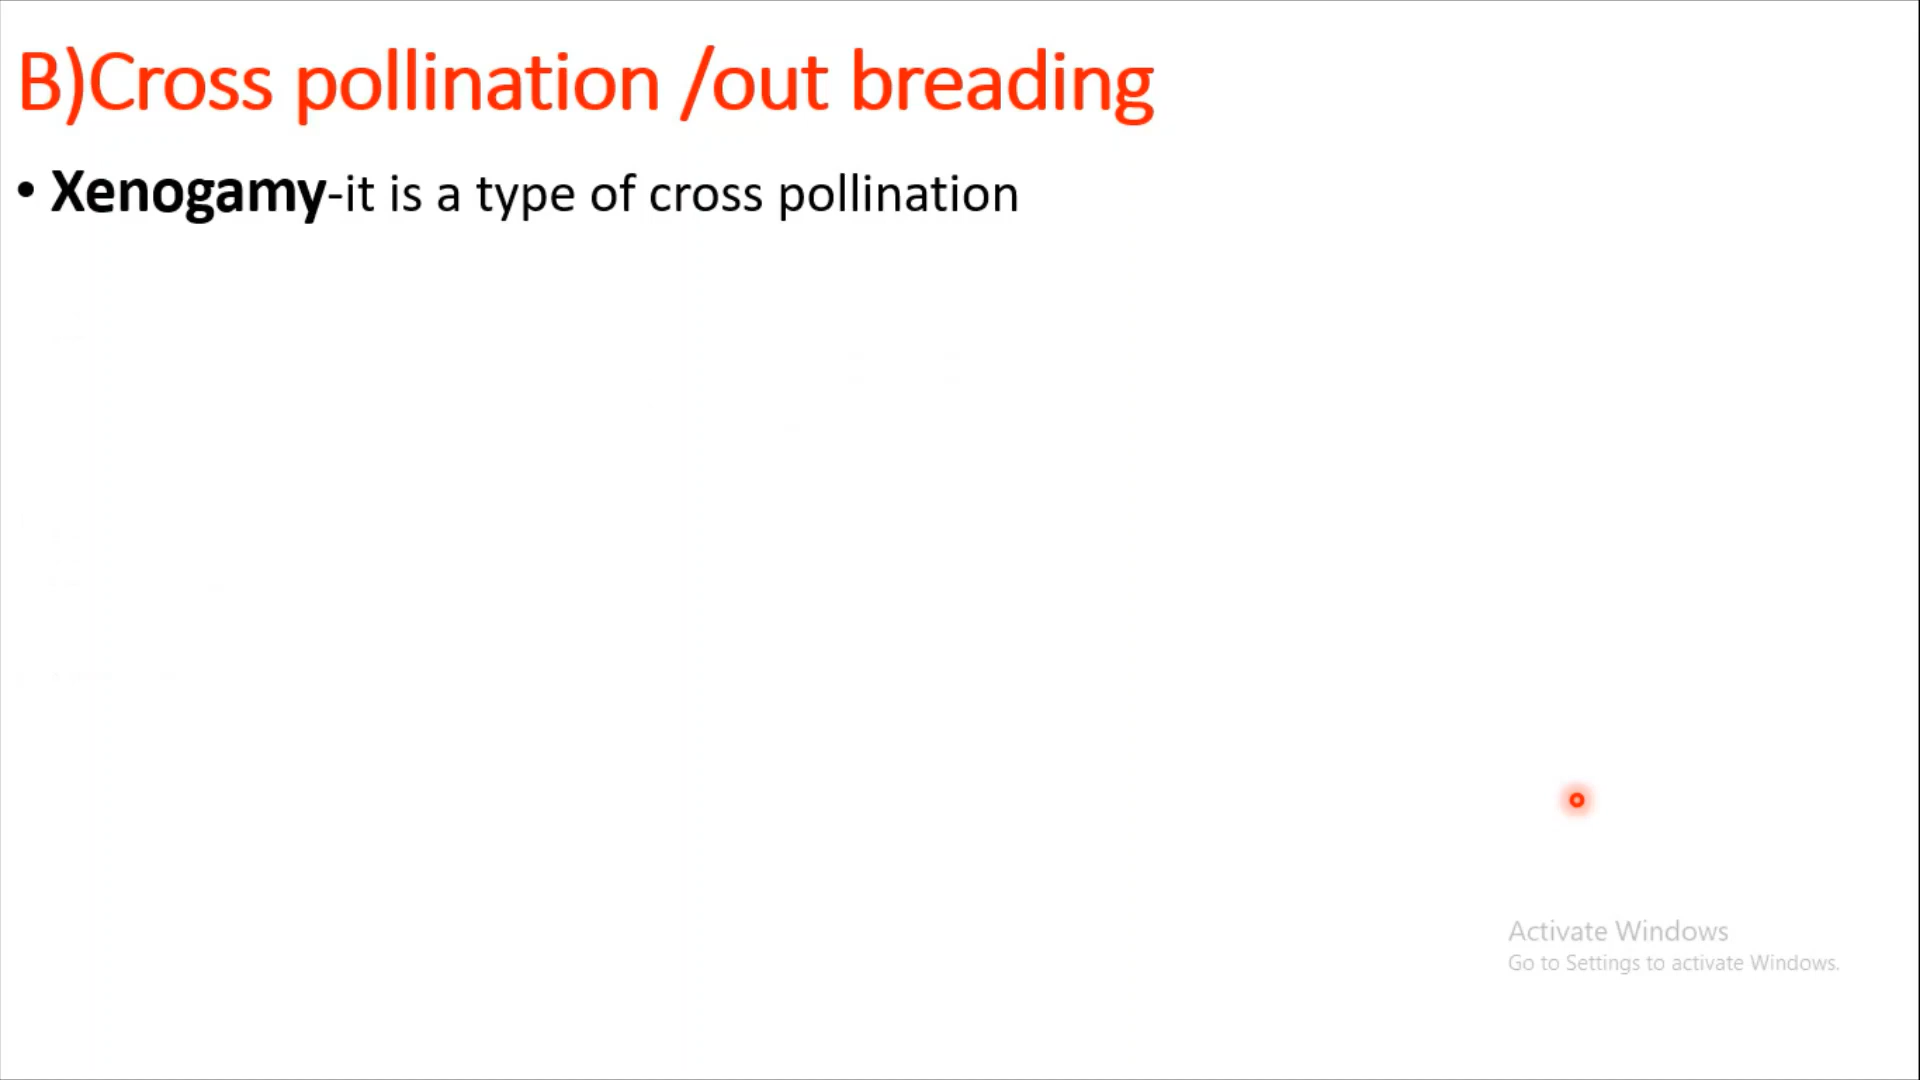 B)Cross pollination /out breading
• Xenogamy-it is a type of cross pollination
Activate Windows
Go to Settings to activate Windows.